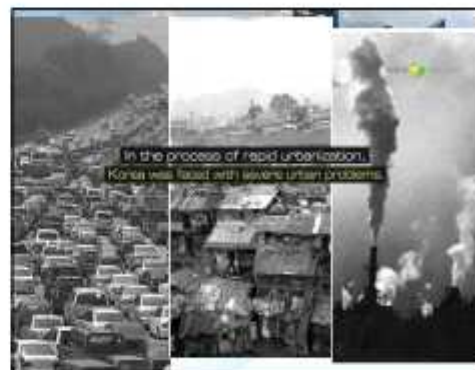 In the process of rapid urbanization,
Korea was faced with severe urban problems.